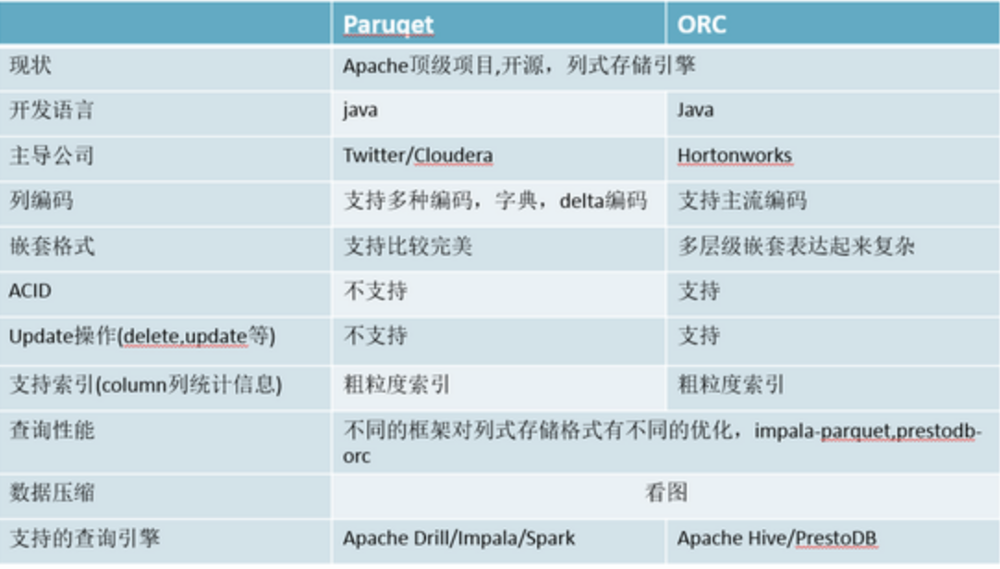 Paruqet ORC
现状 Apache顶级项目,开源，列式存储引擎
开发语言 java Java
主导公司 Twitter/Cloudera Hortonworks
列编码 支持多种编码，字典，delta编码 支持主流编码
嵌套格式 支持比较完美 多层级嵌套表达起来复杂
ACID 不支持 支持
Update操作(delete,update等) 不支持 支持
支持索引(column列统计信息) 粗粒度索引 粗粒度索引
查询性能 不同的框架对列式存储格式有不同的优化，impala-parquet,prestodb-
orc
数据压缩 看图
支持的查询引擎 Apache Drill/Impala/Spark Apache Hive/PrestoDB